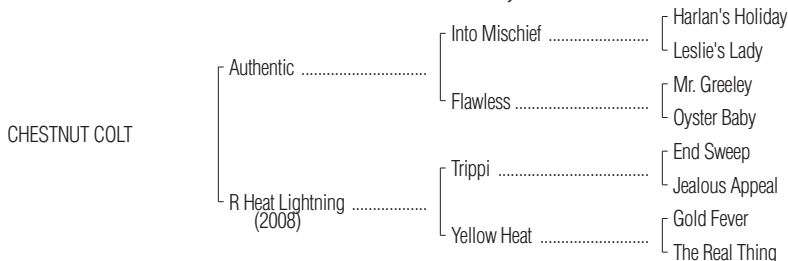 Harlan's Holiday
Into Mischief ........................
Leslie's Lady
Authentic ..............................
Mr. Greeley
Flawless ................................
Oyster Baby
CHESTNUT COLT
End Sweep
Trippi ....................................
Jealous Appeal
R Heat Lightning ..................
(2008)
Gold Fever
Yellow Heat ..........................
The Real Thing